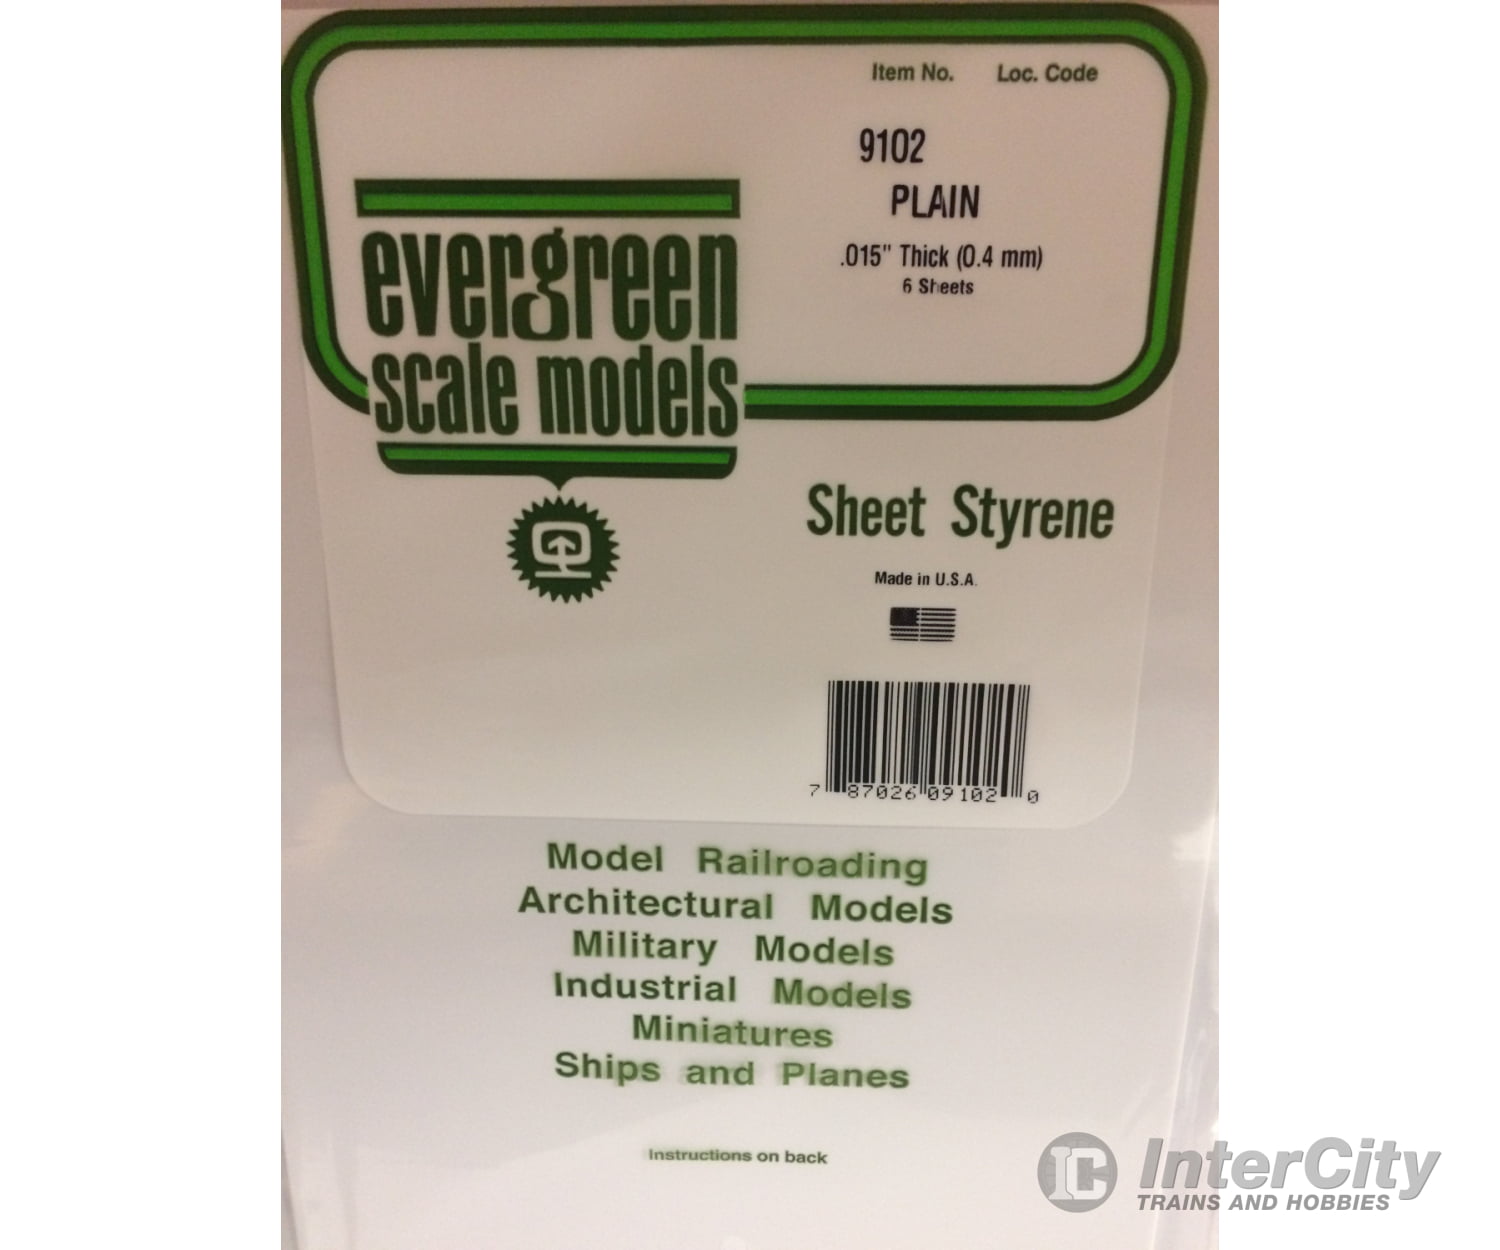 Item No. Loc. Code
9102
PLAIN
.015" Thick (0.4 mm)
6 Sheets
evergreen
scale models
Sheet Styrene
Made in U.S.A.
7 87026 09102 0
Model Railroading
Architectural Models
Military Models
Industrial Models
Miniatures
Ships and Planes
Instructions on back
IC InterCity
TRAINS AND HOBBIES